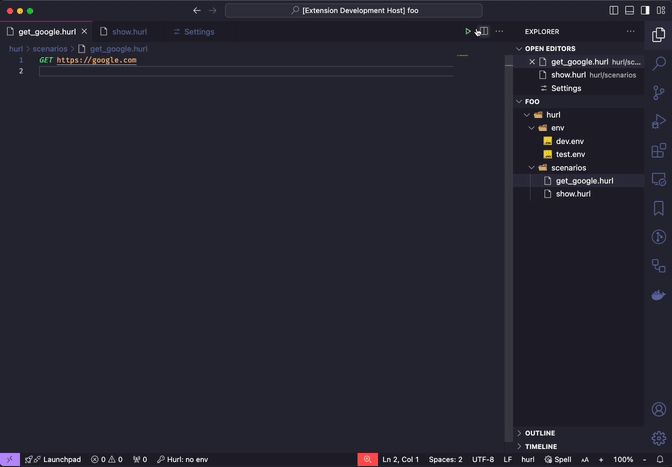 [Extension Development Host] foo
get_google.hurl
show.hurl
Settings
hurl > scenarios > get_google.hurl
1 GET https://google.com
2
EXPLORER
OPEN EDITORS
get_google.hurl hurl/sc...
show.hurl hurl/scenarios
Settings
FOO
hurl
env
dev.env
test.env
scenarios
get_google.hurl
show.hurl
OUTLINE
TIMELINE
Launchpad 0 0 0 Hurl: no env Ln 2, Col 1 Spaces: 2 UTF-8 LF hurl Spell AA + 100% -